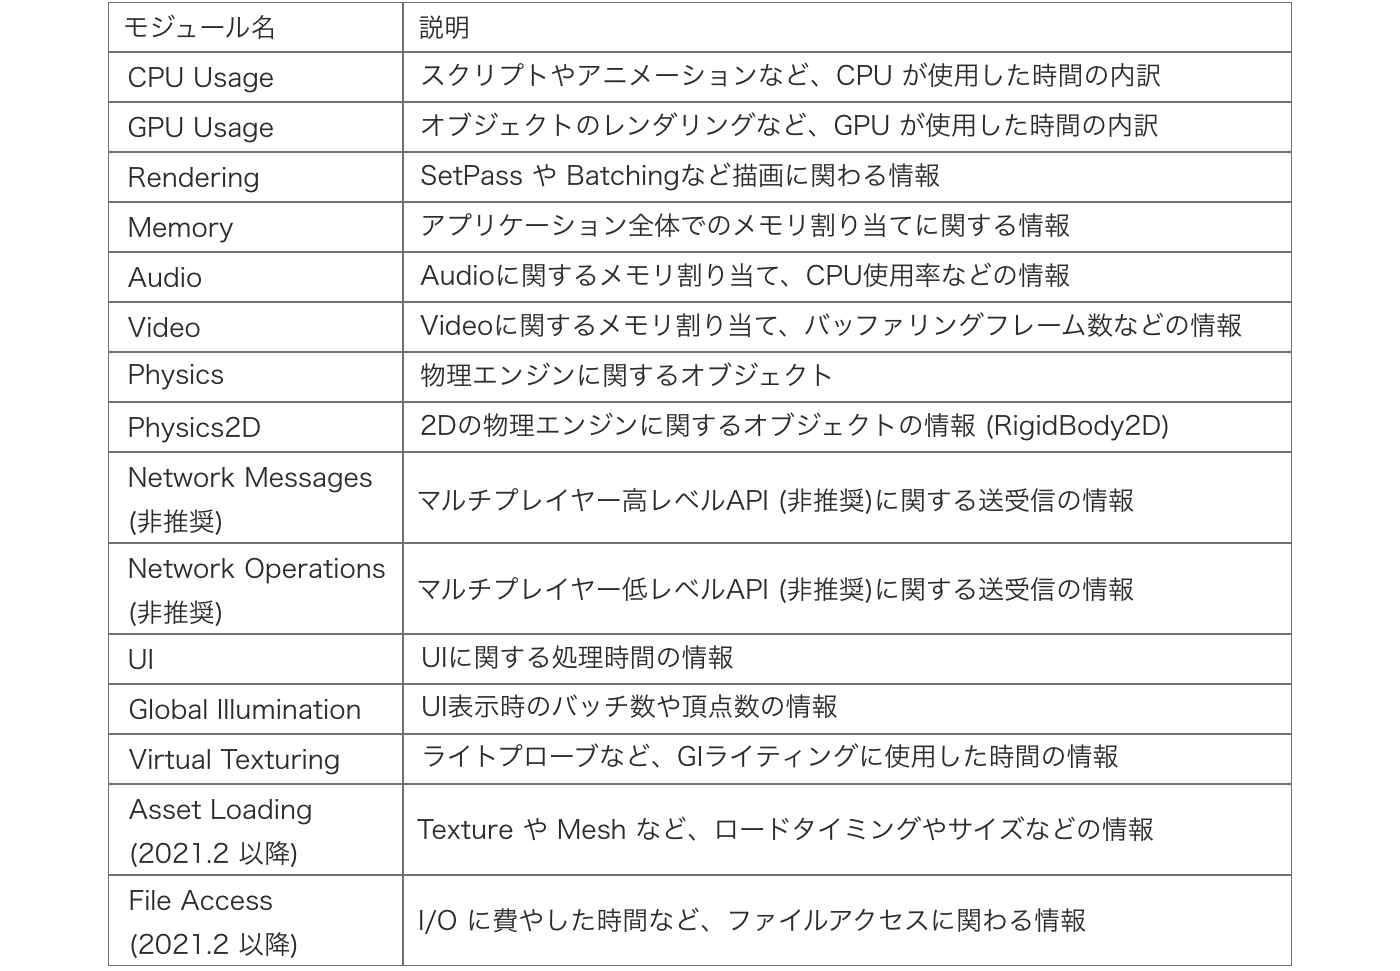 モジュール名
説明
CPU Usage
スクリプトやアニメーションなど、CPU が使用した時間の内訳
GPU Usage
オブジェクトのレンダリングなど、GPU が使用した時間の内訳
Rendering
SetPass や Batchingなど描画に関わる情報
Memory
アプリケーション全体でのメモリ割り当てに関する情報
Audio
Audioに関するメモリ割り当て、CPU使用率などの情報
Video
Videoに関するメモリ割り当て、バッファリングフレーム数などの情報
Physics
物理エンジンに関するオブジェクト
Physics2D
2Dの物理エンジンに関するオブジェクトの情報 (RigidBody2D)
Network Messages
(非推奨)
マルチプレイヤー高レベルAPI (非推奨)に関する送受信の情報
Network Operations
(非推奨)
マルチプレイヤー低レベルAPI (非推奨)に関する送受信の情報
UI
UIに関する処理時間の情報
Global Illumination
UI表示時のバッチ数や頂点数の情報
Virtual Texturing
ライトプローブなど、GIライティングに使用した時間の情報
Asset Loading
(2021.2 以降)
Texture や Mesh など、ロードタイミングやサイズなどの情報
File Access
(2021.2 以降)
I/O に費やした時間など、ファイルアクセスに関わる情報